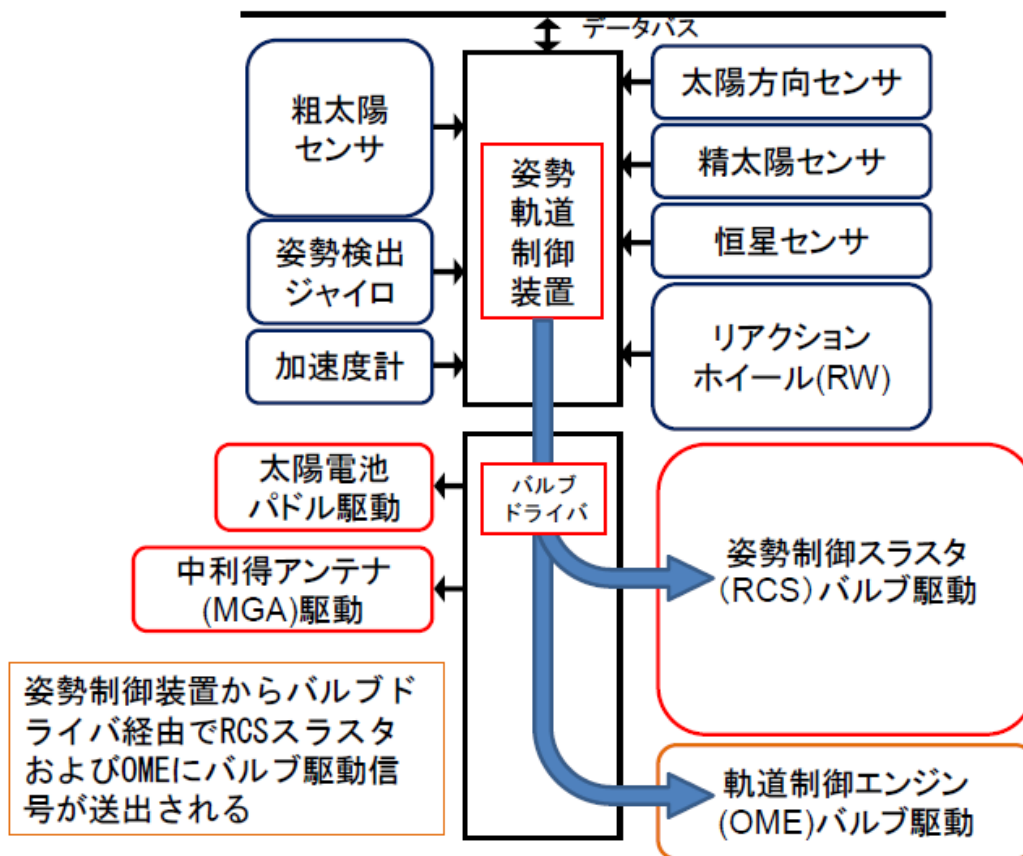 データバス
粗太陽
センサ
姿勢検出
ジャイロ
加速度計
姿勢
軌道
制御
装置
太陽方向センサ
精太陽センサ
恒星センサ
リアクション
ホイール(RW)
太陽電池
パドル駆動
中利得アンテナ
(MGA)駆動
バルブ
ドライバ
姿勢制御スラスタ
(RCS)バルブ駆動
軌道制御エンジン
(OME)バルブ駆動
姿勢制御装置からバルブド
ライバ経由でRCSスラスタ
およびOMEにバルブ駆動信
号が送出される